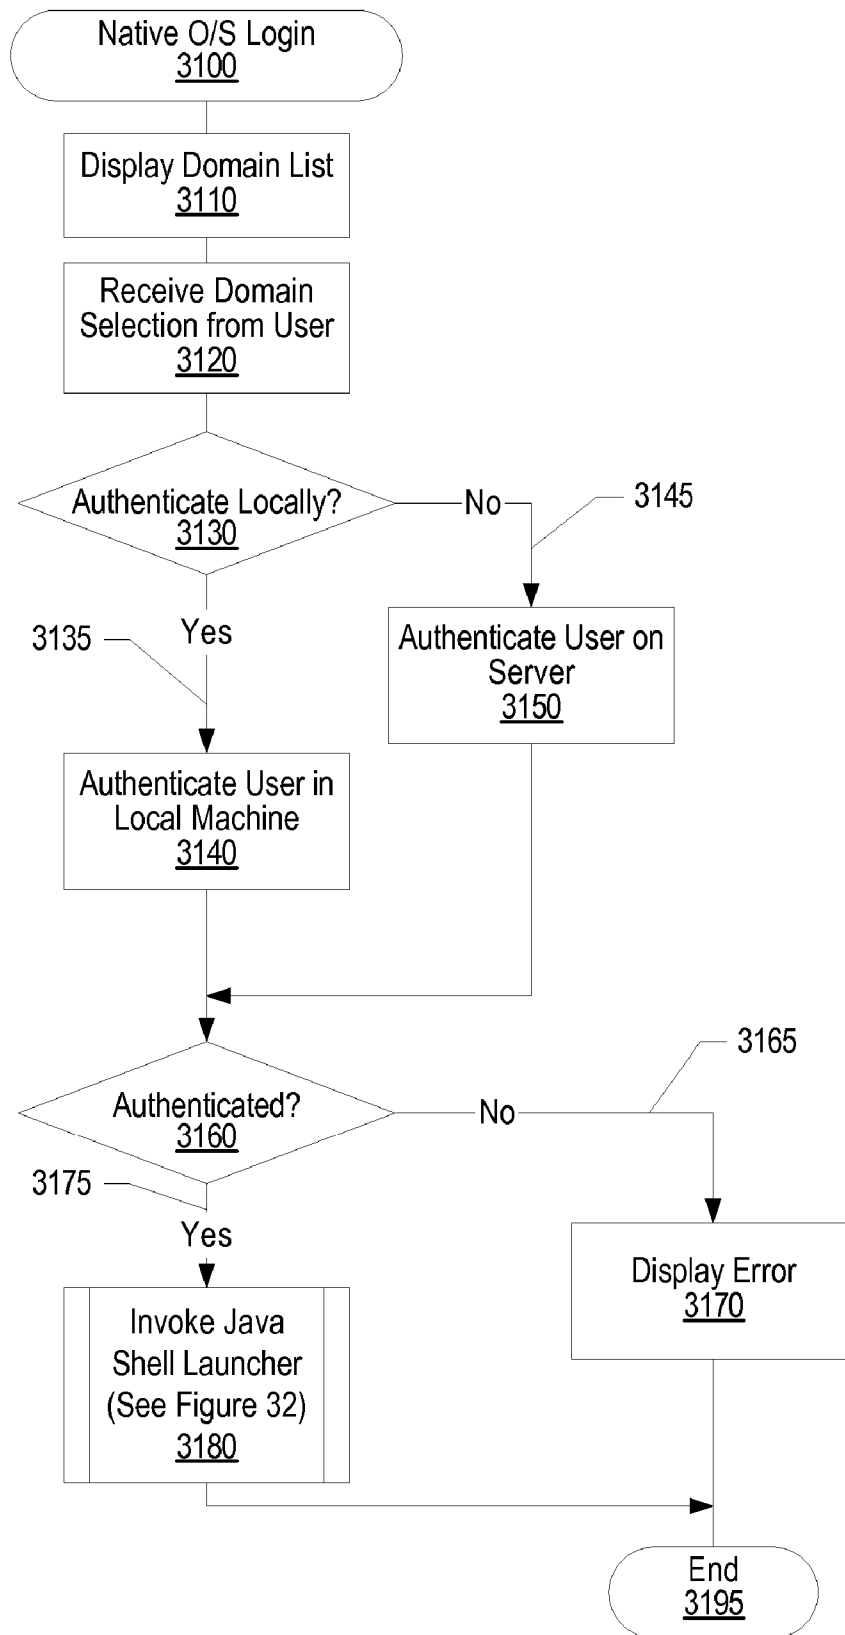 Native O/S Login
3100
Display Domain List
3110
Receive Domain
Selection from User
3120
Authenticate Locally?
3130
No
3145
Yes
3135
Authenticate User on
Server
3150
Authenticate User in
Local Machine
3140
Authenticated?
3160
No
3165
3175
Yes
Invoke Java
Shell Launcher
(See Figure 32)
3180
Display Error
3170
End
3195